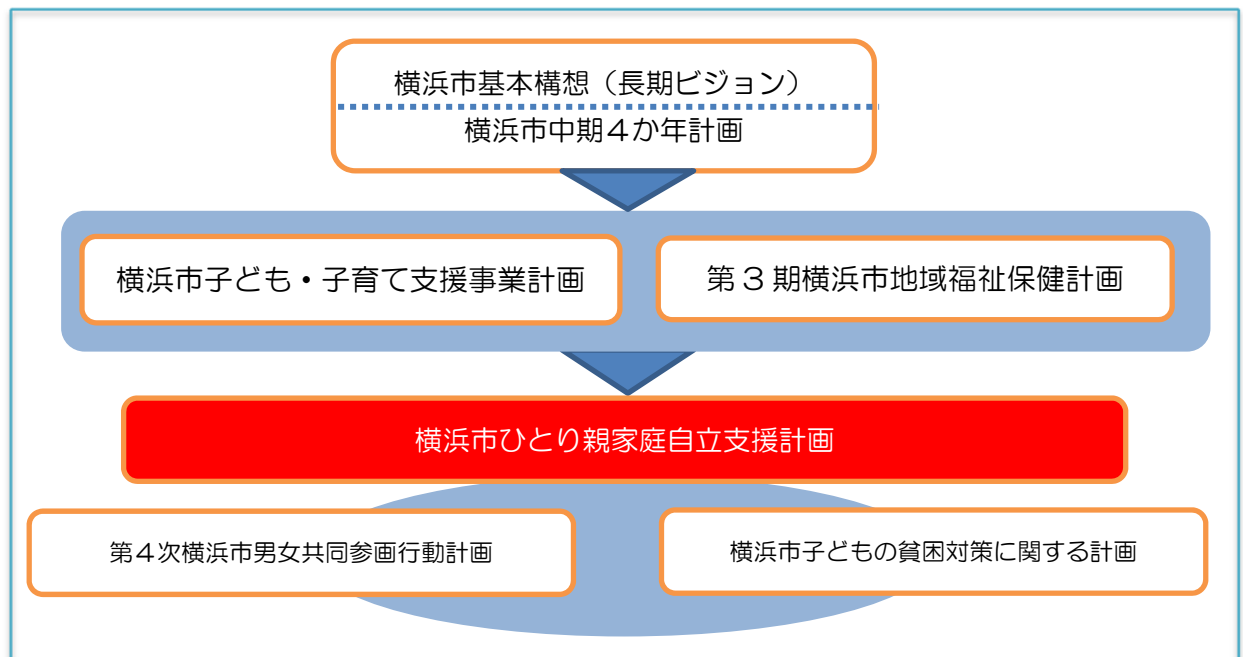 横浜市基本構想（長期ビジョン）
横浜市中期４か年計画
横浜市子ども・子育て支援事業計画
第３期横浜市地域福祉保健計画
横浜市ひとり親家庭自立支援計画
第４次横浜市男女共同参画行動計画
横浜市子どもの貧困対策に関する計画